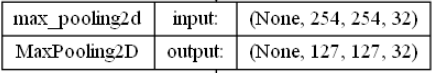 max_pooling2d input: (None, 254, 254, 32)
MaxPooling2D output: (None, 127, 127, 32)